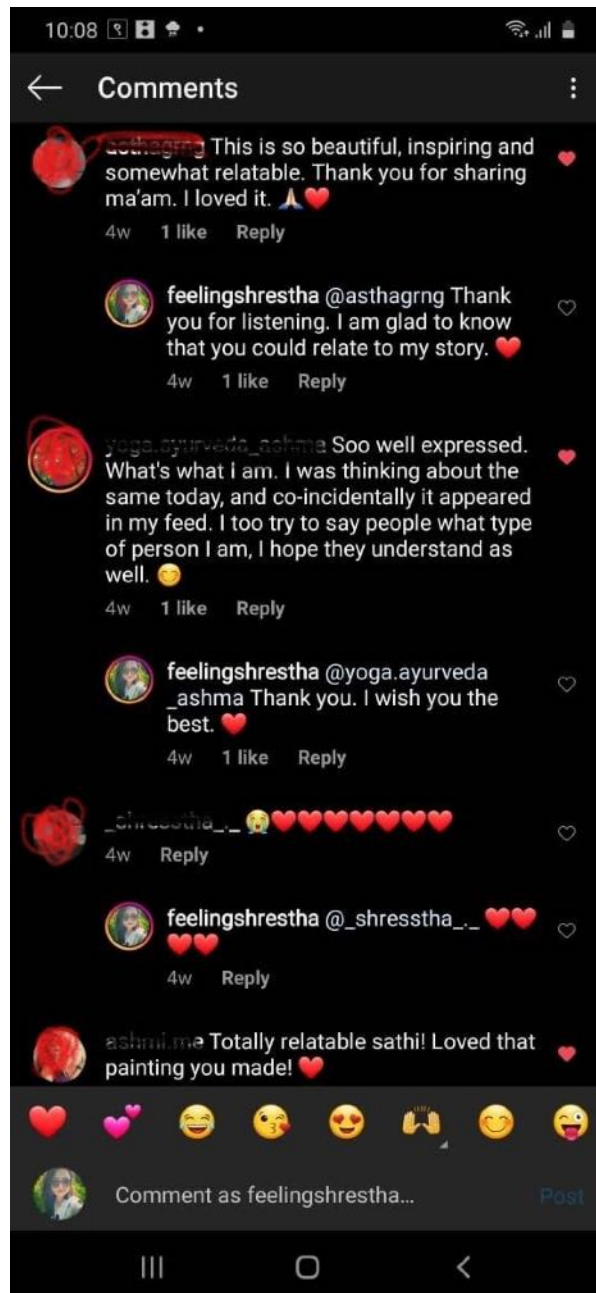 10:08
Comments
This is so beautiful, inspiring and
somewhat relatable. Thank you for sharing
ma'am. I loved it. 🙏🏻❤️
4w 1 like Reply
feelingshrestha @asthagrng Thank
you for listening. I am glad to know
that you could relate to my story. ❤️
4w 1 like Reply
Soo well expressed.
What's what i am. I was thinking about the
same today, and co-incidentally it appeared
in my feed. I too try to say people what type
of person I am, I hope they understand as
well. 😊
4w 1 like Reply
feelingshrestha @yoga.ayurveda
_ashma Thank you. I wish you the
best. ❤️
4w 1 like Reply
😭❤️❤️❤️❤️❤️❤️❤️
4w Reply
feelingshrestha @_shresstha_._ ❤️❤️
❤️❤️
4w Reply
Totally relatable sathi! Loved that
painting you made! ❤️
Comment as feelingshrestha...
Post